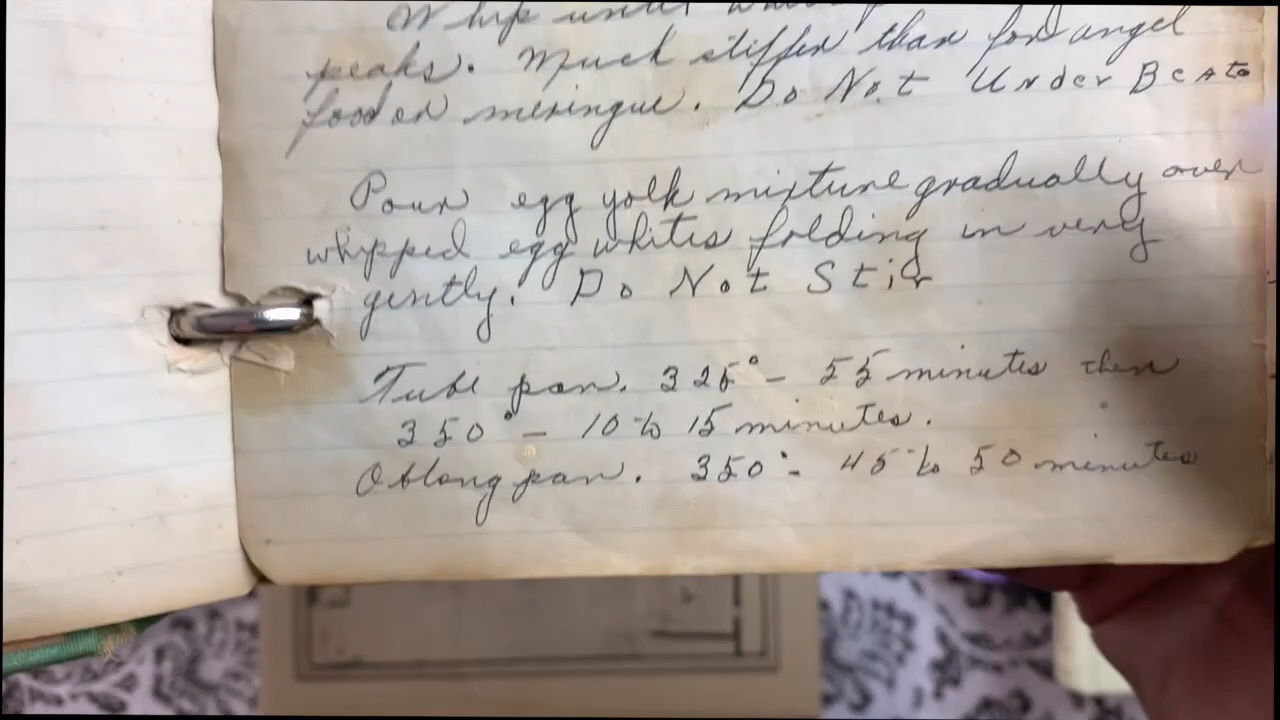 Whip until
peaks. Much stiffer than for angel
food or meringue. Do Not Under Beat
Pour egg yolk mixture gradually over
whipped egg whites folding in very
gently. Do Not Stir
Tube pan. 325° - 55 minutes then
350° - 10 to 15 minutes.
Oblong pan. 350° - 45 to 50 minutes